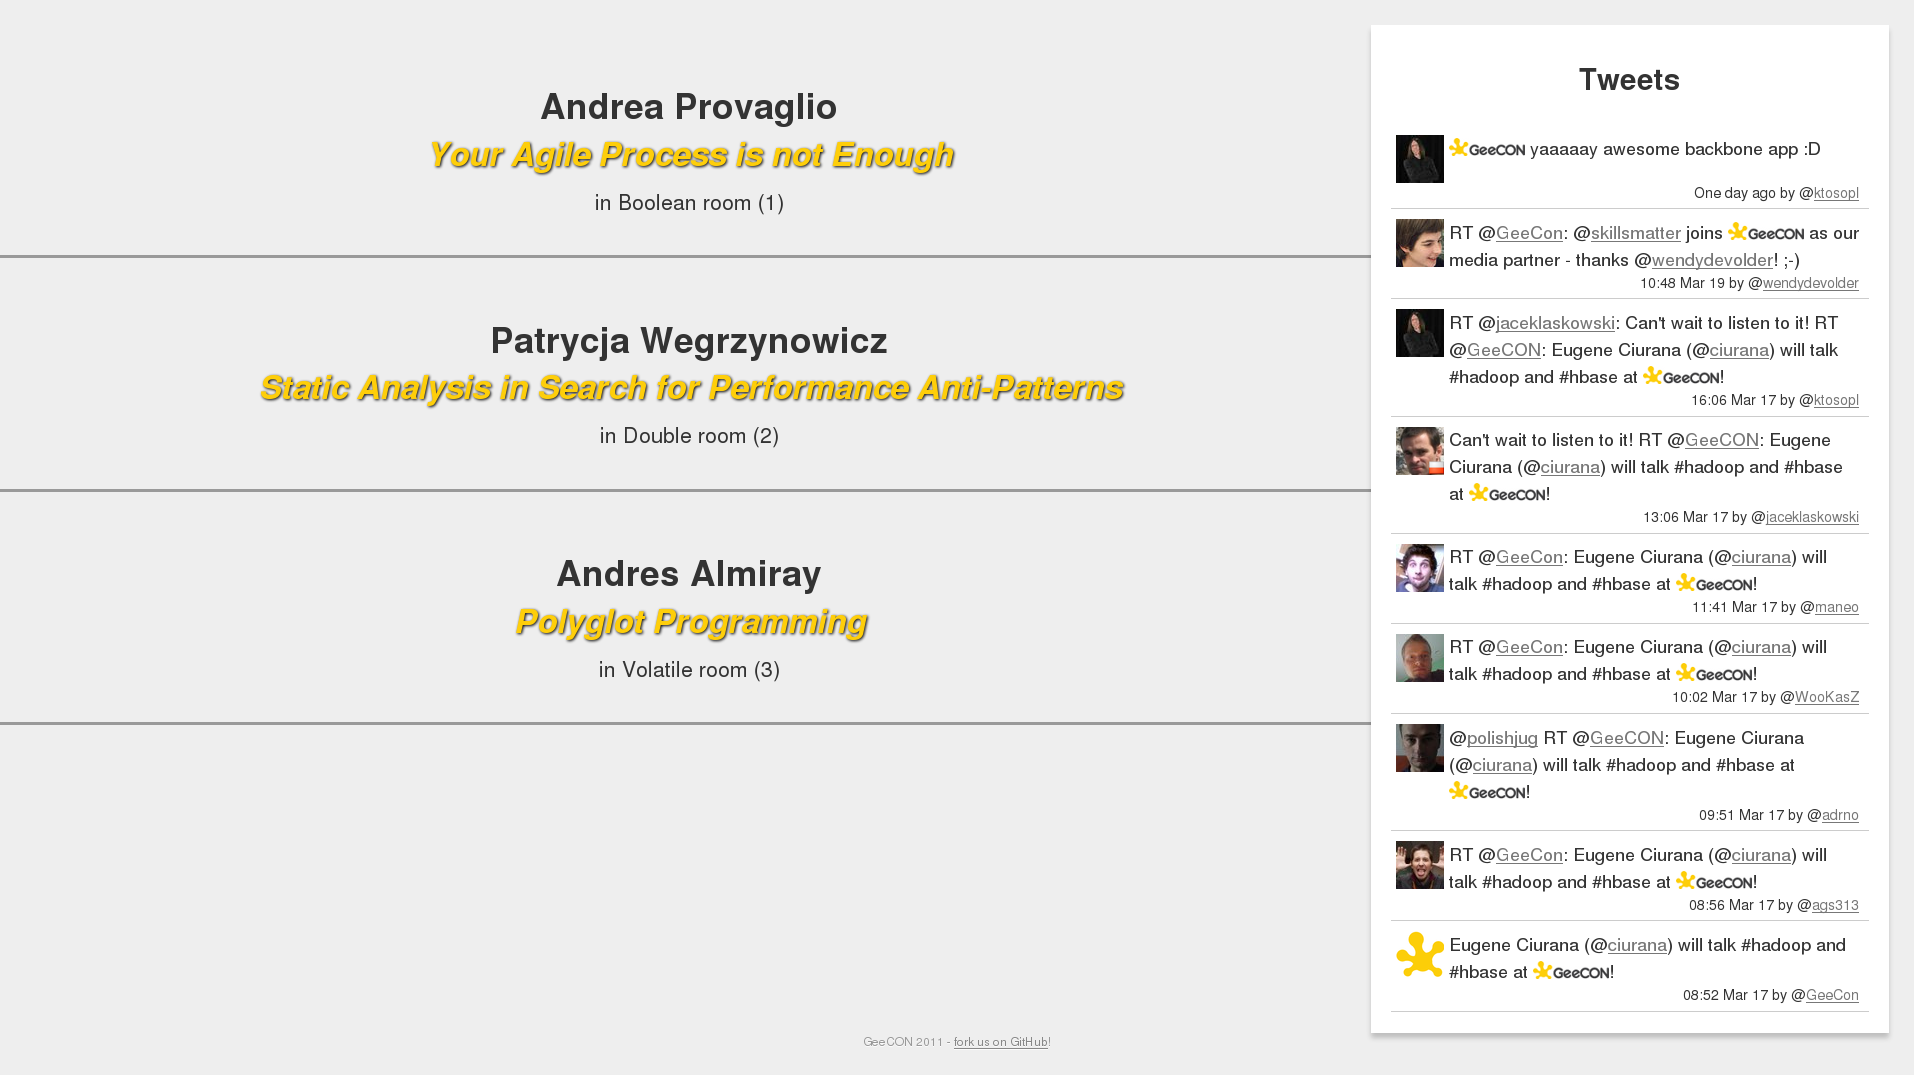 Andrea Provaglio
Your Agile Process is not Enough
in Boolean room (1)
Patrycja Wegrzynowicz
Static Analysis in Search for Performance Anti-Patterns
in Double room (2)
Andres Almiray
Polyglot Programming
in Volatile room (3)
Tweets
GeeCON yaaaaay awesome backbone app :D
One day ago by @ktosopl
RT @GeeCon: @skillsmatter joins GeeCON as our
media partner - thanks @wendydevolder! ;-)
10:48 Mar 19 by @wendydevolder
RT @jaceklaskowski: Can't wait to listen to it! RT
@GeeCON: Eugene Ciurana (@ciurana) will talk
#hadoop and #hbase at GeeCON!
16:06 Mar 17 by @ktosopl
Can't wait to listen to it! RT @GeeCON: Eugene
Ciurana (@ciurana) will talk #hadoop and #hbase
at GeeCON!
13:06 Mar 17 by @jaceklaskowski
RT @GeeCon: Eugene Ciurana (@ciurana) will
talk #hadoop and #hbase at GeeCON!
11:41 Mar 17 by @maneo
RT @GeeCon: Eugene Ciurana (@ciurana) will
talk #hadoop and #hbase at GeeCON!
10:02 Mar 17 by @WooKasZ
@polishjug RT @GeeCON: Eugene Ciurana
(@ciurana) will talk #hadoop and #hbase at
GeeCON!
09:51 Mar 17 by @adrno
RT @GeeCon: Eugene Ciurana (@ciurana) will
talk #hadoop and #hbase at GeeCON!
08:56 Mar 17 by @ags313
Eugene Ciurana (@ciurana) will talk #hadoop and
#hbase at GeeCON!
08:52 Mar 17 by @GeeCon
GeeCON 2011 - fork us on GitHub!